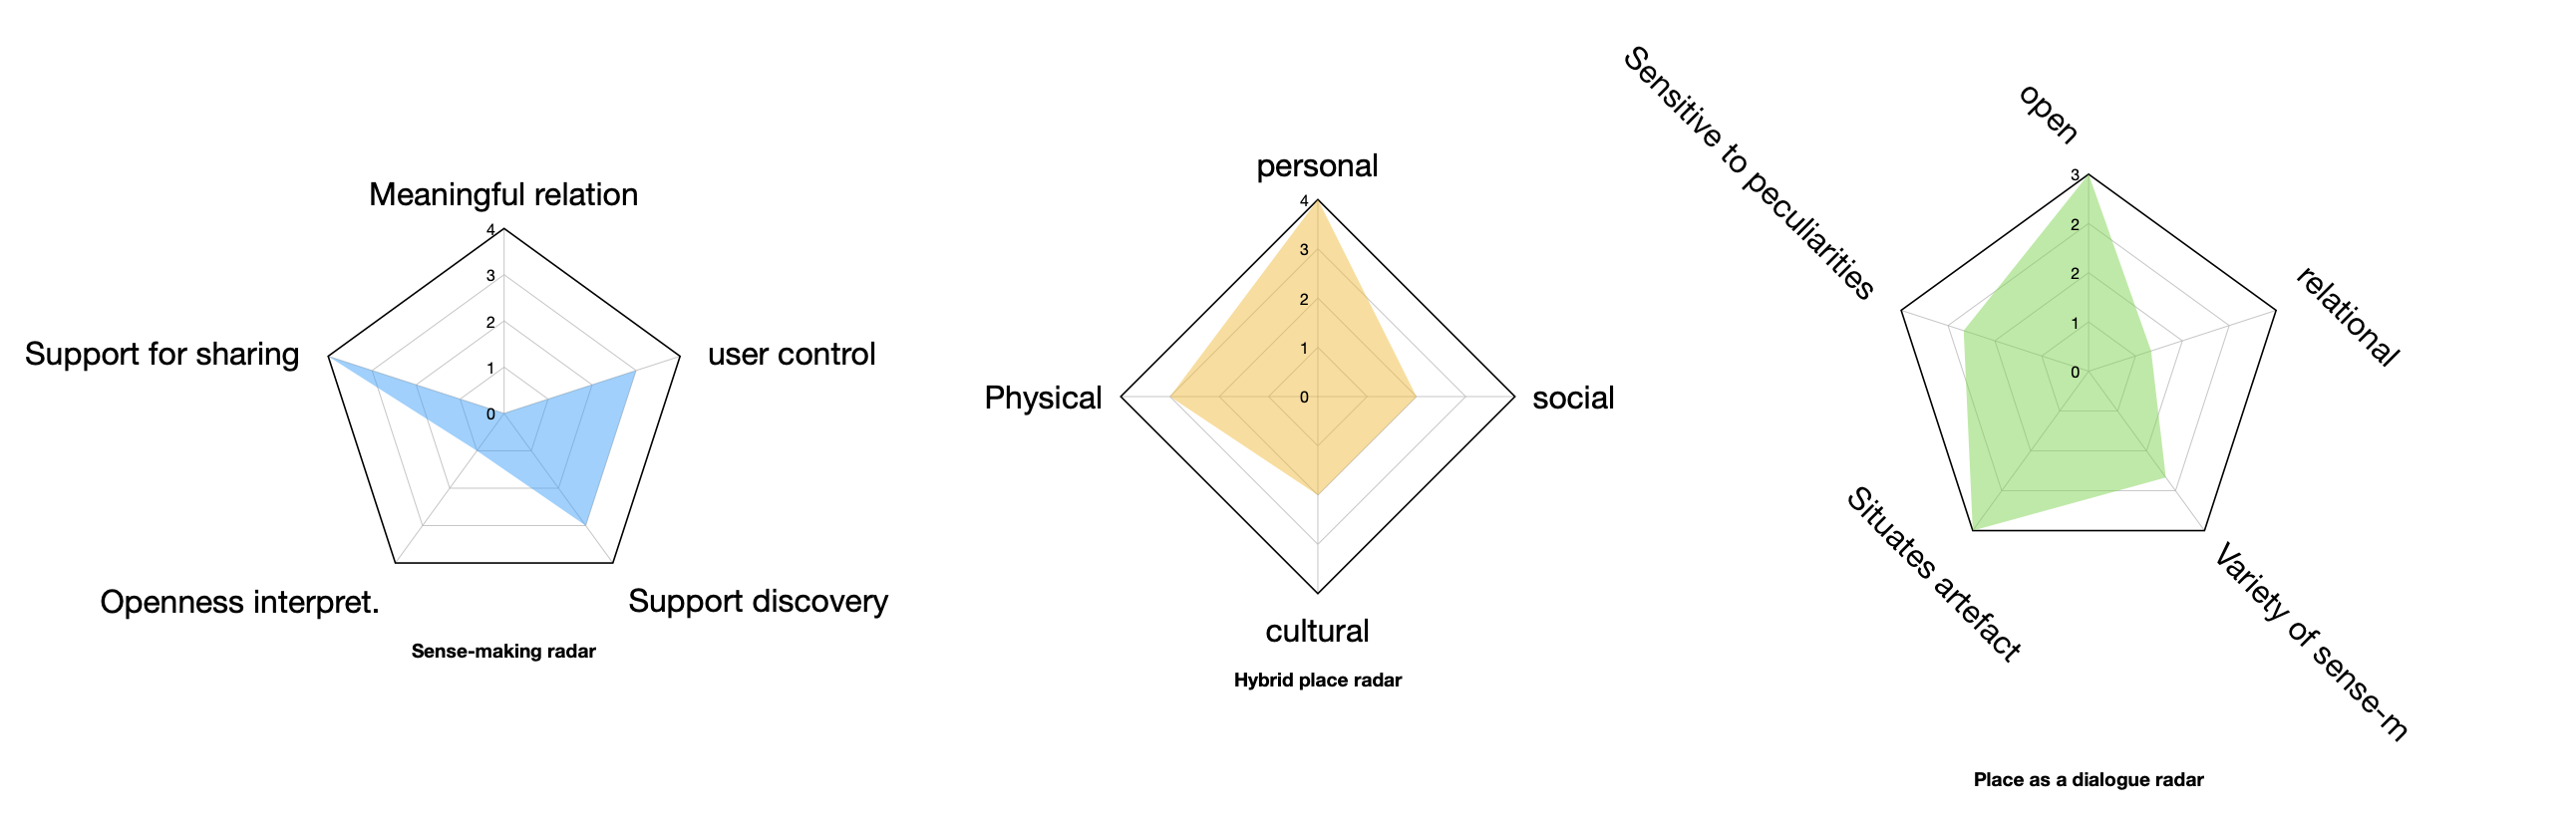 Meaningful relation
4
3
2
1
0
Support for sharing
user control
Openness interpret.
Support discovery
Sense-making radar
personal
4
3
2
1
0
Physical
social
cultural
Hybrid place radar
open
Sensitive to peculiarities
3
2
2
1
0
relational
Situates artefact
Variety of sense-m
Place as a dialogue radar